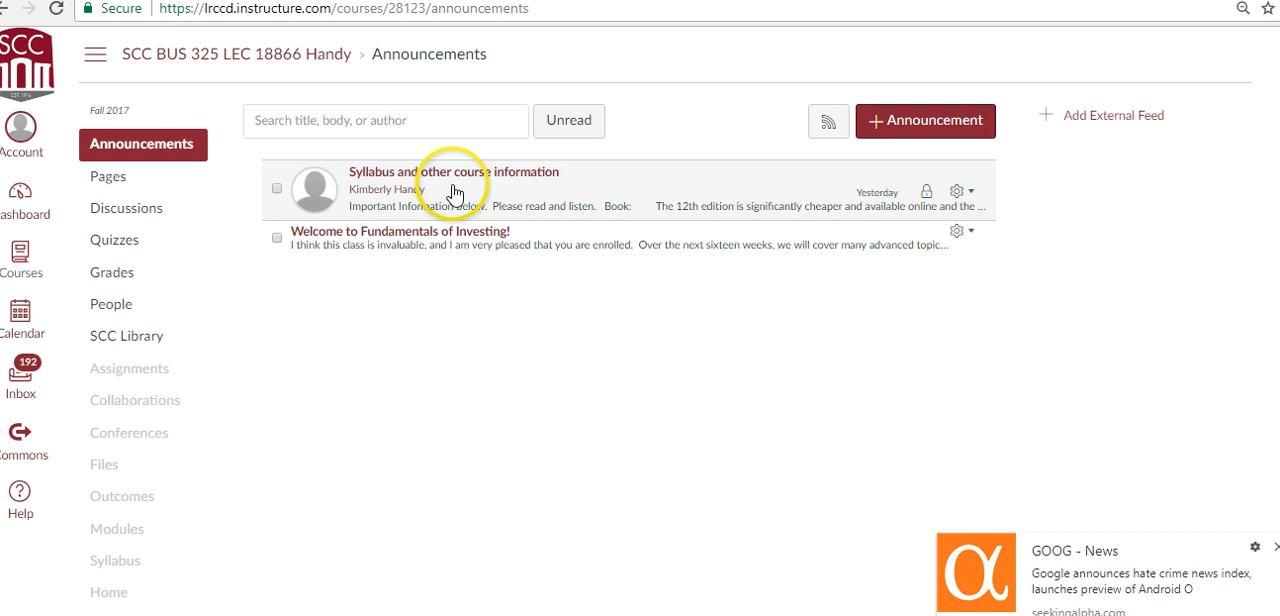 Secure https://lrccd.instructure.com/courses/28123/announcements
SCC
EST. 1916
SCC BUS 325 LEC 18866 Handy > Announcements
Account
ashboard
Courses
Calendar
192
Inbox
ommons
Help
Fall 2017
Announcements
Pages
Discussions
Quizzes
Grades
People
SCC Library
Assignments
Collaborations
Conferences
Files
Outcomes
Modules
Syllabus
Home
Search title, body, or author
Unread
+ Announcement
Add External Feed
Syllabus and other course information
Kimberly Handy
Yesterday
Important Information below. Please read and listen. Book: The 12th edition is significantly cheaper and available online and the ...
Welcome to Fundamentals of Investing!
I think this class is invaluable, and I am very pleased that you are enrolled. Over the next sixteen weeks, we will cover many advanced topic...
GOOG - News
Google announces hate crime news index,
launches preview of Android O
seekingalpha.com